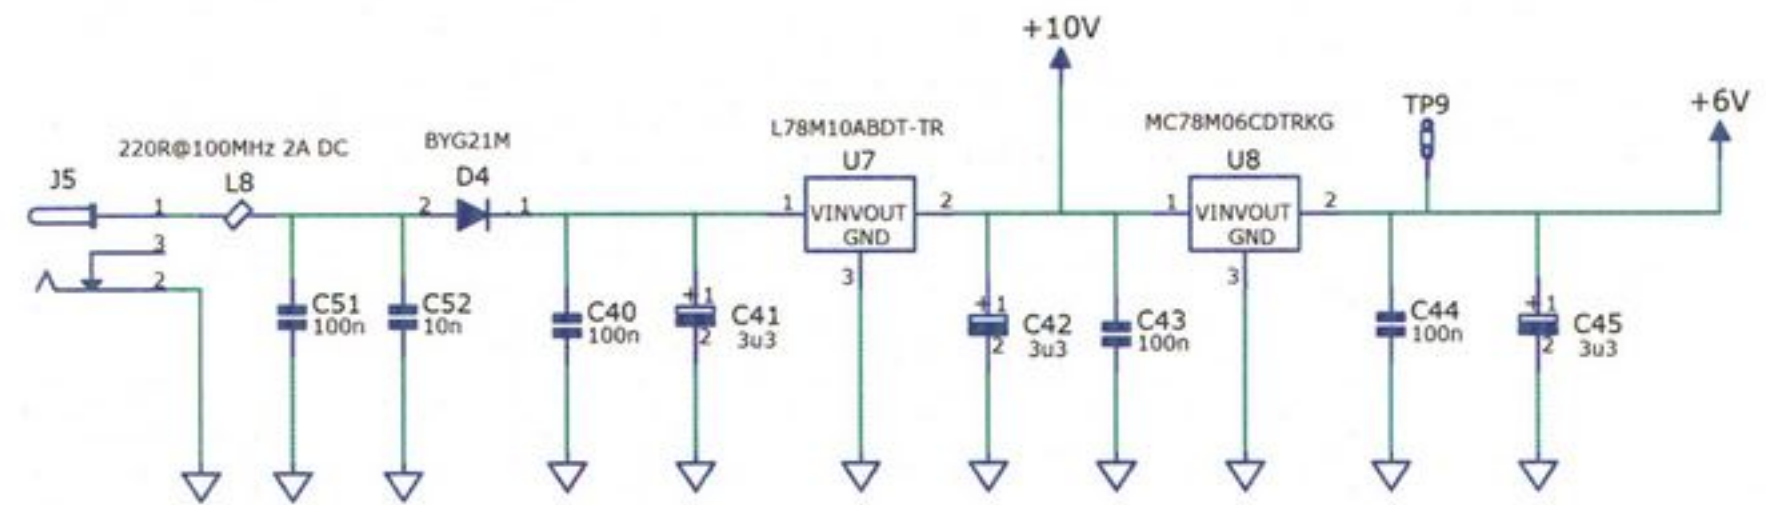 +10V
+6V
TP9
L78M10ABDT-TR
MC78M06CDTRKG
BYG21M
220R@100MHz 2A DC
U7
U8
D4
J5
L8
1
2
1
1
VINVOUT
GND
2
1
VINVOUT
GND
2
3
2
3
3
C51
100n
C52
10n
C40
100n
+1
C41
2
3u3
+1
C42
2
3u3
C43
100n
C44
100n
+1
C45
2
3u3